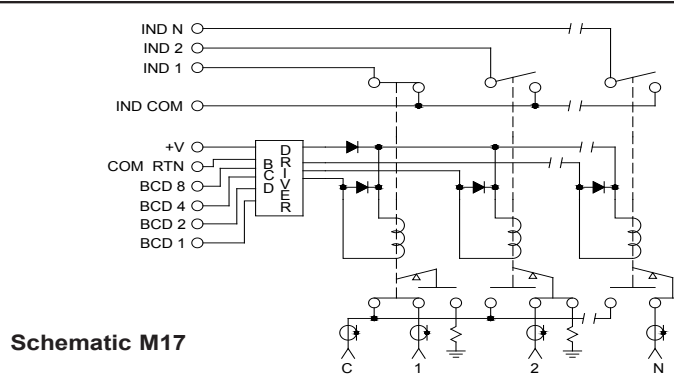 IND N
IND 2
IND 1
IND COM
+V
COM RTN
BCD 8
BCD 4
BCD 2
BCD 1
BCD
DRIVER
Schematic M17
C 1 2 N